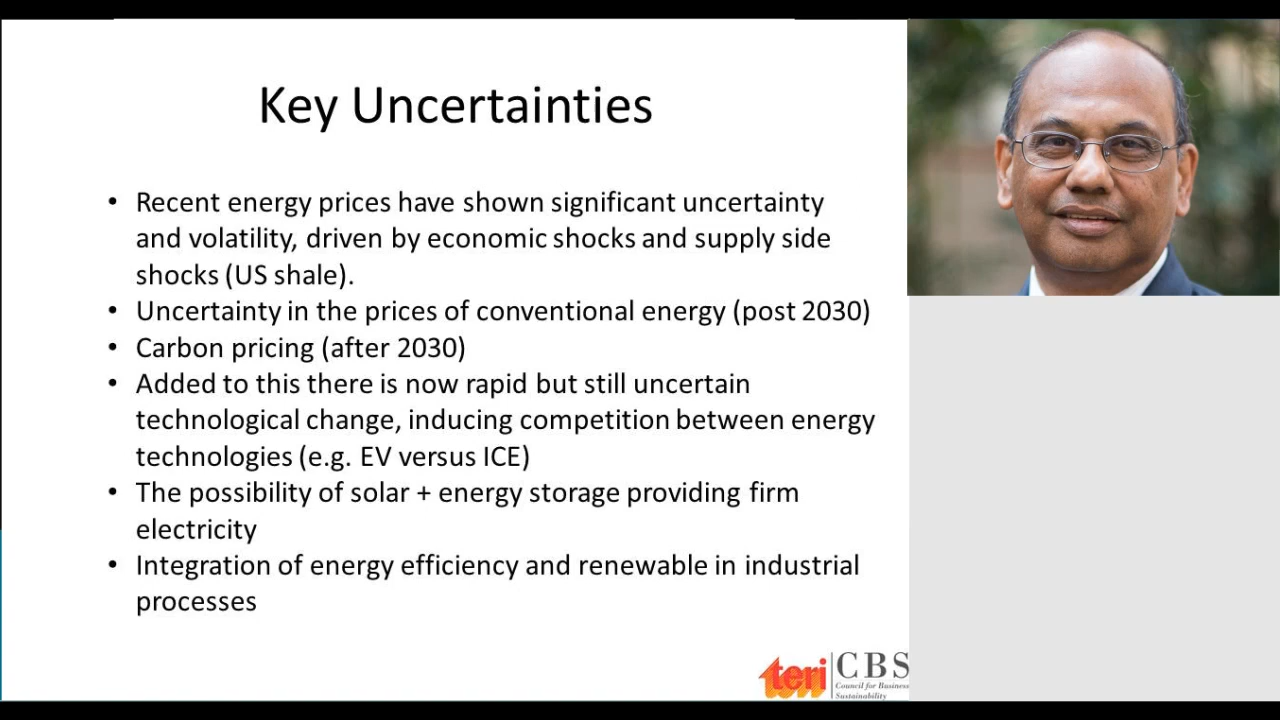 Key Uncertainties
• Recent energy prices have shown significant uncertainty
and volatility, driven by economic shocks and supply side
shocks (US shale).
• Uncertainty in the prices of conventional energy (post 2030)
• Carbon pricing (after 2030)
• Added to this there is now rapid but still uncertain
technological change, inducing competition between energy
technologies (e.g. EV versus ICE)
• The possibility of solar + energy storage providing firm
electricity
• Integration of energy efficiency and renewable in industrial
processes
teri
CBS
Council for Business
Sustainability